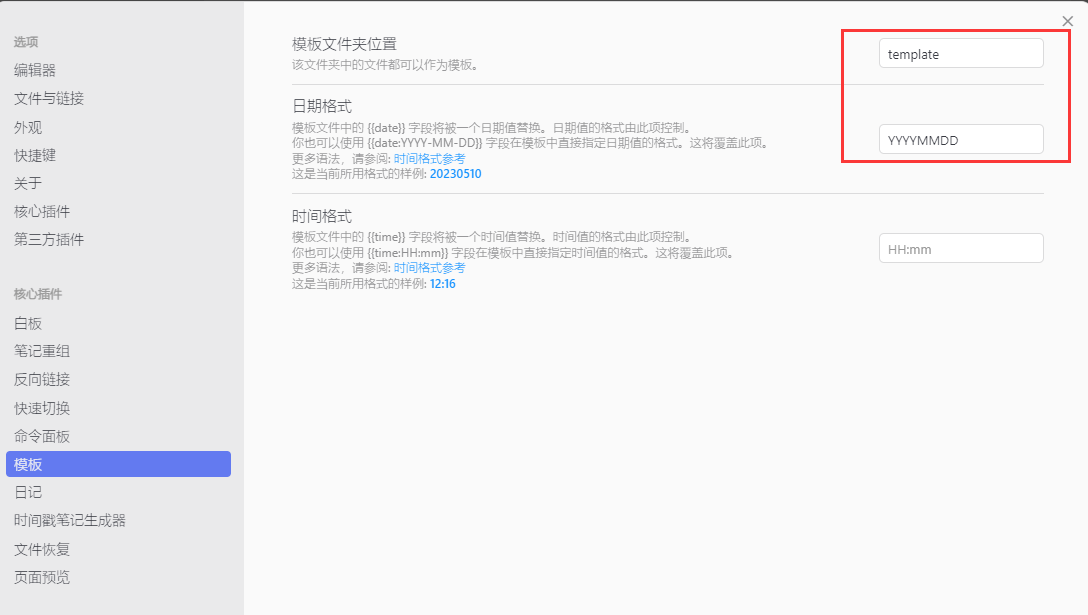 选项
编辑器
文件与链接
外观
快捷键
关于
核心插件
第三方插件
核心插件
白板
笔记重组
反向链接
快速切换
命令面板
模板
日记
时间戳笔记生成器
文件恢复
页面预览
模板文件夹位置
该文件夹中的文件都可以作为模板。
template
日期格式
模板文件中的 {{date}} 字段将被一个日期值替换。日期值的格式由此项控制。
你也可以使用 {{date:YYYY-MM-DD}} 字段在模板中直接指定日期值的格式。这将覆盖此项。
更多语法，请参阅: 时间格式参考
这是当前所用格式的样例: 20230510
YYYYMMDD
时间格式
模板文件中的 {{time}} 字段将被一个时间值替换。时间值的格式由此项控制。
你也可以使用 {{time:HH:mm}} 字段在模板中直接指定时间值的格式。这将覆盖此项。
更多语法，请参阅: 时间格式参考
这是当前所用格式的样例: 12:16
HH:mm